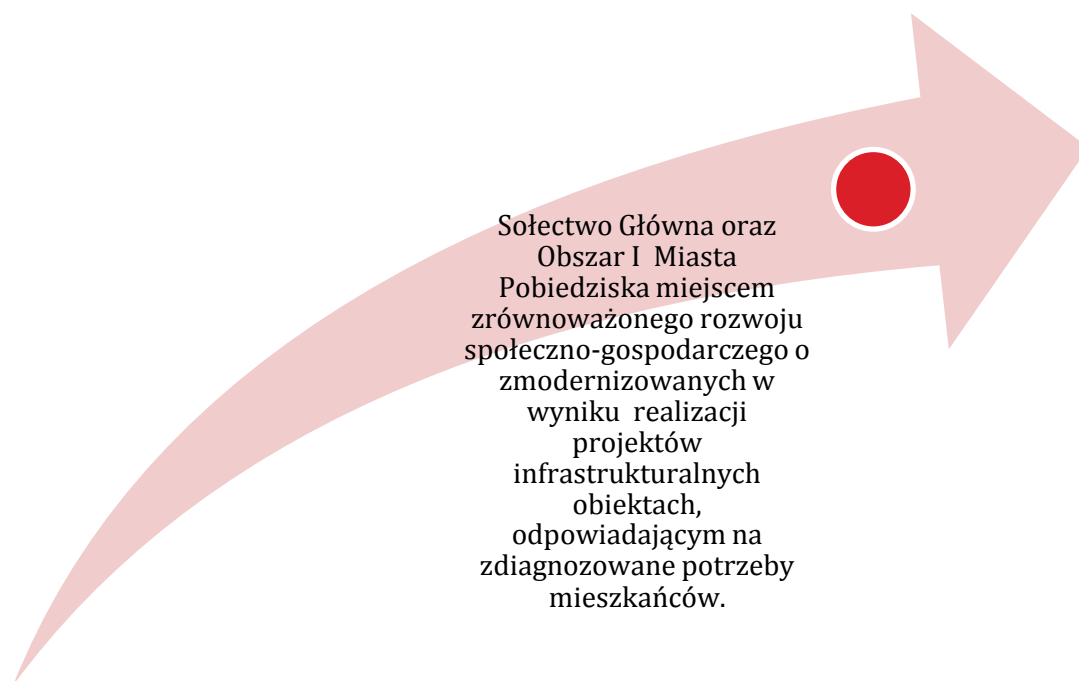 Sołectwo Główna oraz
Obszar I  Miasta
Pobiedziska miejscem
zrównoważonego rozwoju
społeczno-gospodarczego o
zmodernizowanych w
wyniku  realizacji
projektów
infrastrukturalnych
obiektach,
odpowiadającym na
zdiagnozowane potrzeby
mieszkańców.